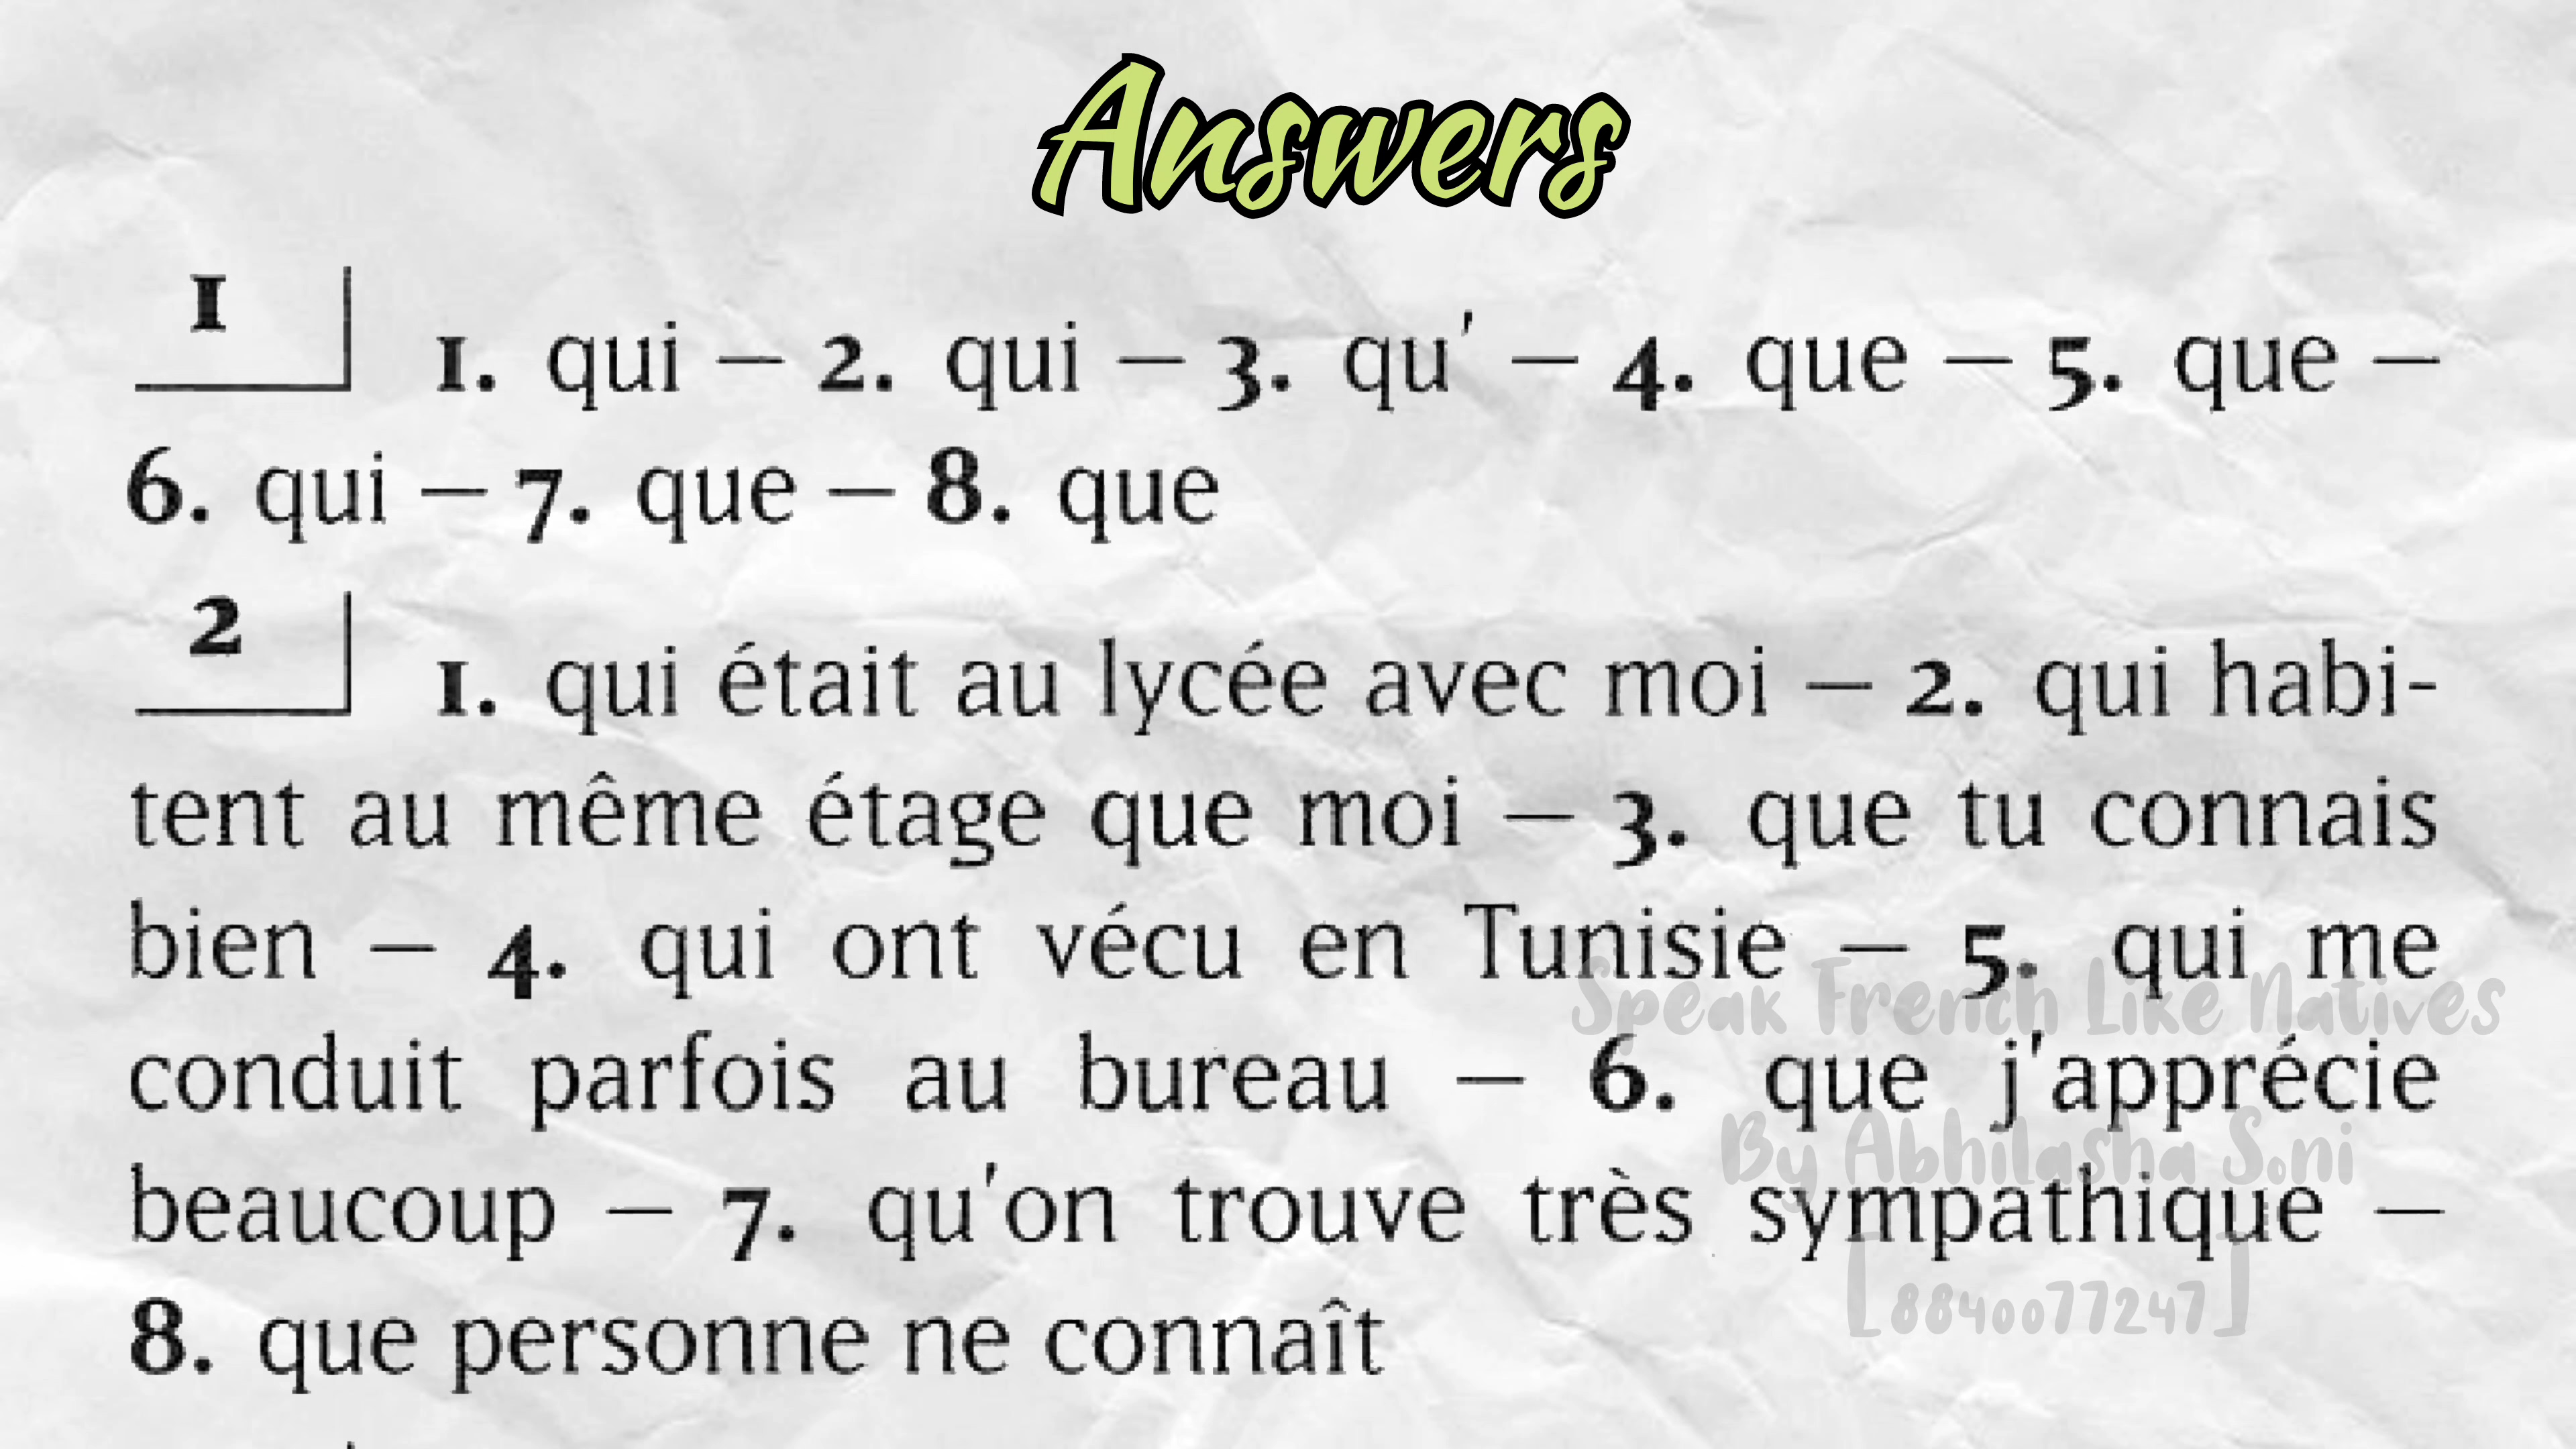 Answers
1
1. qui – 2. qui – 3. qu' – 4. que – 5. que –
6. qui – 7. que – 8. que
2
1. qui était au lycée avec moi – 2. qui habi-
tent au même étage que moi – 3. que tu connais
bien – 4. qui ont vécu en Tunisie – 5. qui me
Speak French Like Natives
conduit parfois au bureau – 6. que j'apprécie
By Abhilasha Soni
beaucoup – 7. qu'on trouve très sympathique –
[8840077247]
8. que personne ne connaît